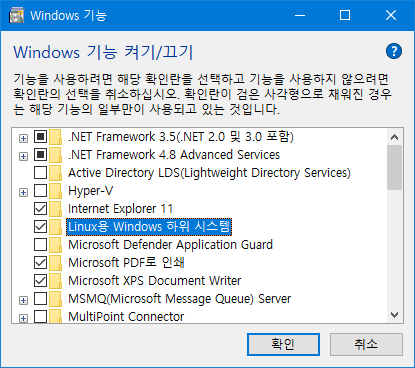 Windows 기능
Windows 기능 켜기/끄기
기능을 사용하려면 해당 확인란을 선택하고 기능을 사용하지 않으려면
확인란의 선택을 취소하십시오. 확인란이 검은 사각형으로 채워진 경우
는 해당 기능의 일부만이 사용되고 있는 것입니다.
.NET Framework 3.5(.NET 2.0 및 3.0 포함)
.NET Framework 4.8 Advanced Services
Active Directory LDS(Lightweight Directory Services)
Hyper-V
Internet Explorer 11
Linux용 Windows 하위 시스템
Microsoft Defender Application Guard
Microsoft PDF로 인쇄
Microsoft XPS Document Writer
MSMQ(Microsoft Message Queue) Server
MultiPoint Connector
확인 취소